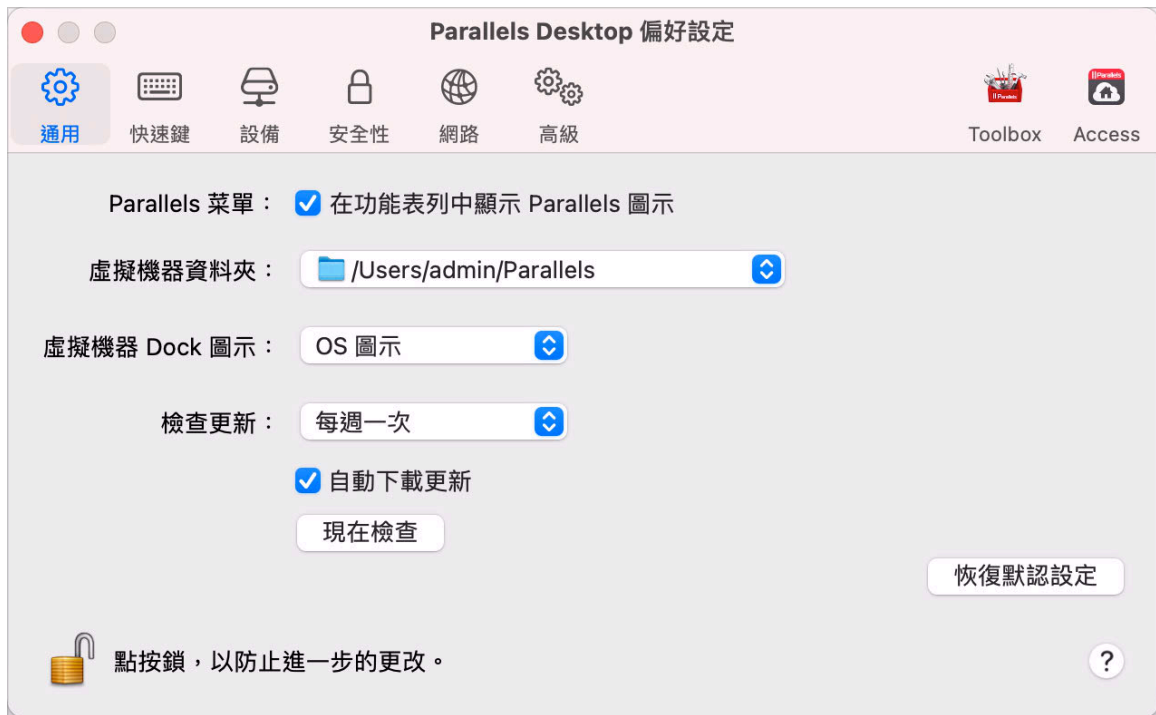 Parallels Desktop 偏好設定
通用 快速鍵 設備 安全性 網路 高級 Toolbox Access
Parallels 菜單： 在功能表列中顯示 Parallels 圖示
虛擬機器資料夾： /Users/admin/Parallels
虛擬機器 Dock 圖示： OS 圖示
檢查更新： 每週一次
自動下載更新
現在檢查
恢復默認設定
點按鎖，以防止進一步的更改。 ?